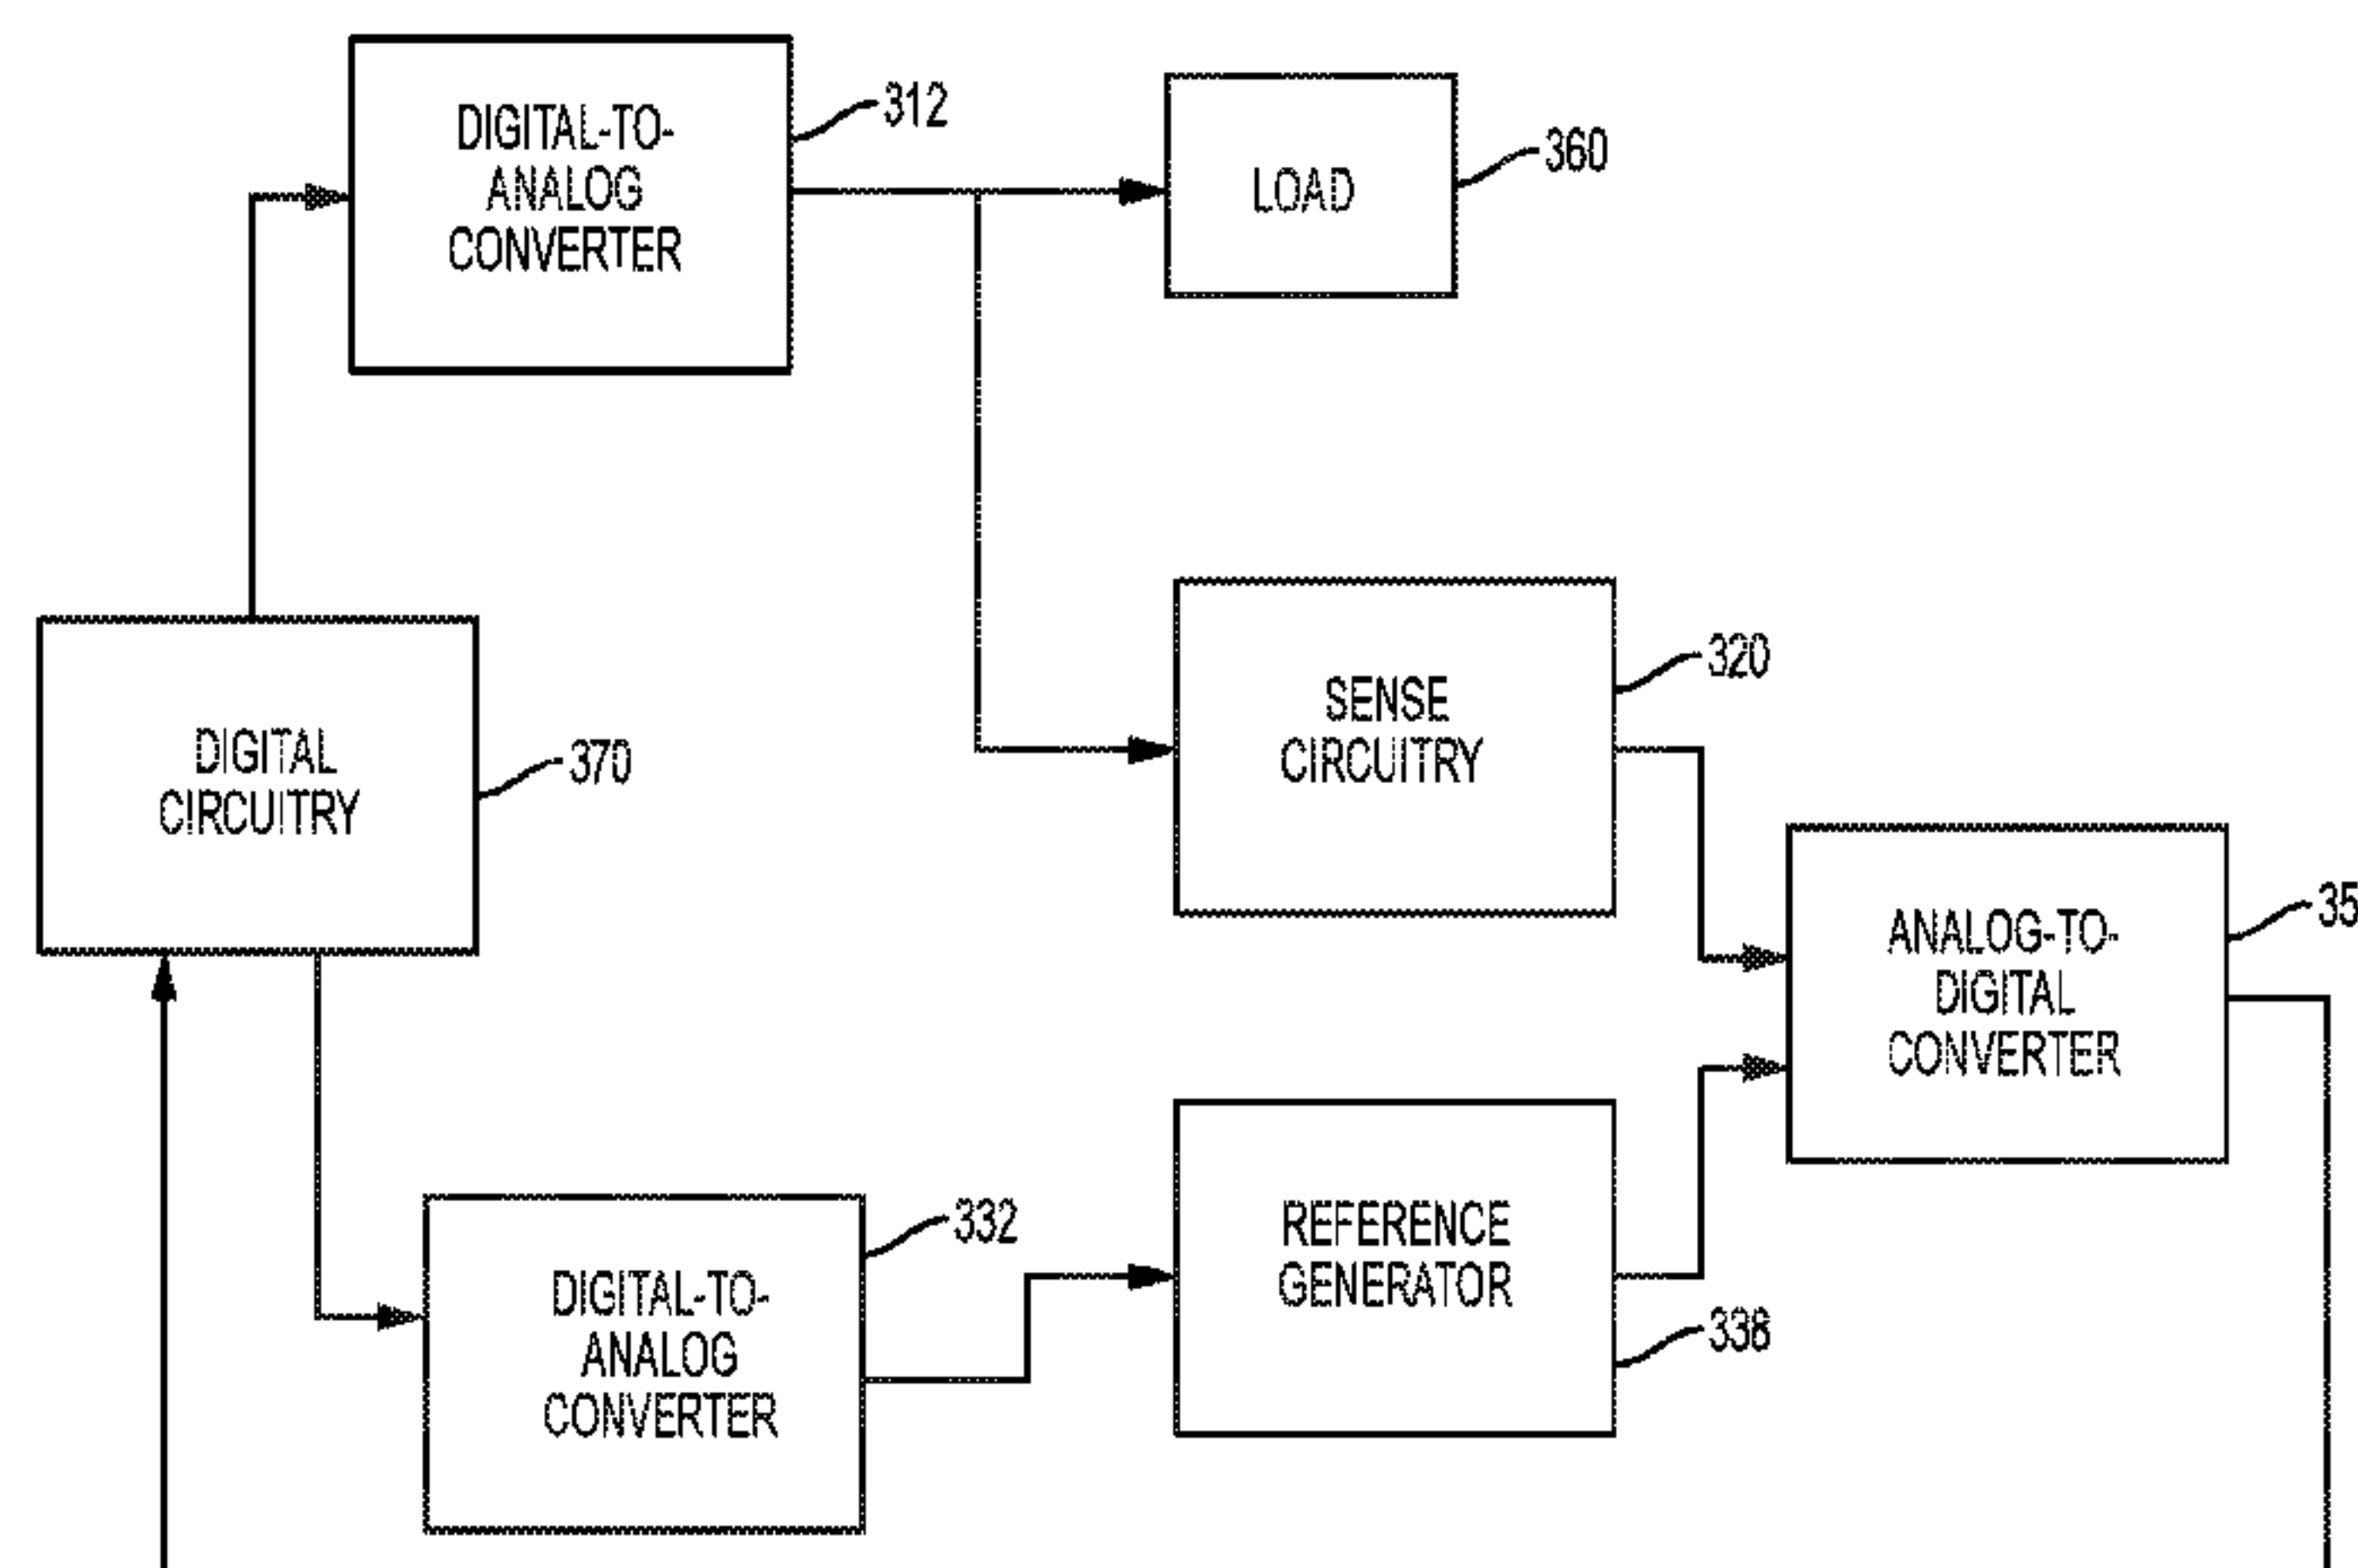 DIGITAL-TO-
ANALOG
CONVERTER
312
LOAD
360
DIGITAL
CIRCUITRY
370
SENSE
CIRCUITRY
320
ANALOG-TO-
DIGITAL
CONVERTER
35
DIGITAL-TO-
ANALOG
CONVERTER
332
REFERENCE
GENERATOR
338